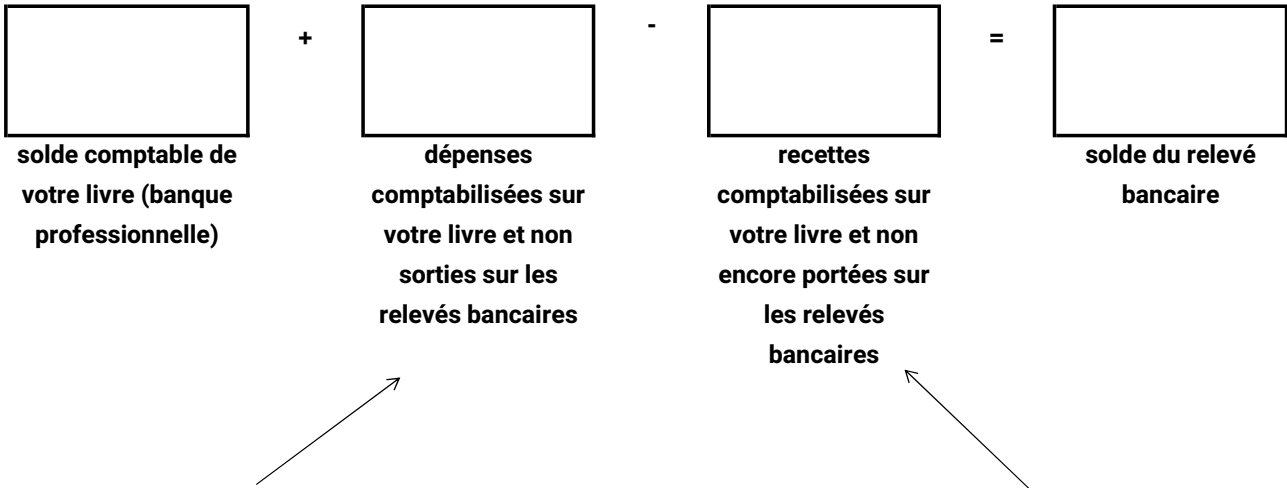 +
-
=
solde comptable de
votre livre (banque
professionnelle)
dépenses
comptabilisées sur
votre livre et non
sorties sur les
relevés bancaires
recettes
comptabilisées sur
votre livre et non
encore portées sur
les relevés
bancaires
solde du relevé
bancaire